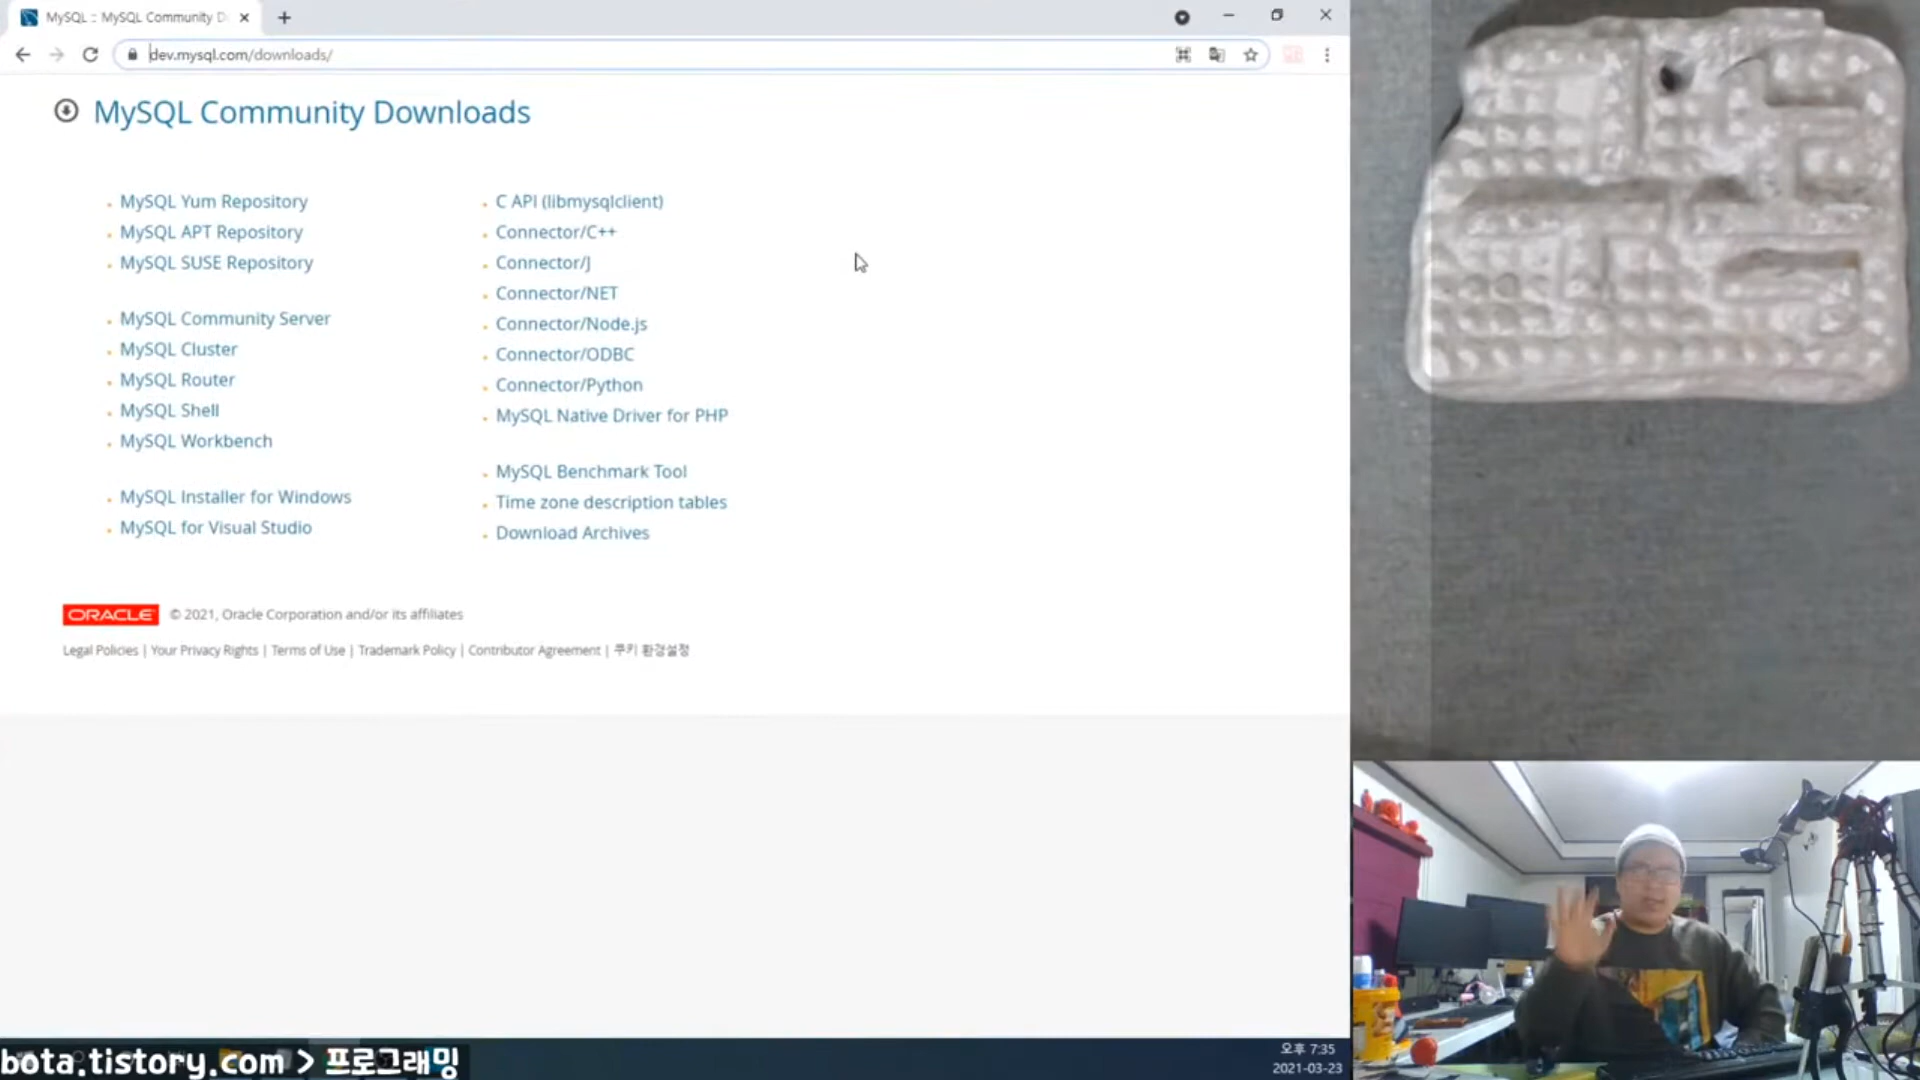 MySQL :: MySQL Community D
dev.mysql.com/downloads/
MySQL Community Downloads
MySQL Yum Repository
MySQL APT Repository
MySQL SUSE Repository
MySQL Community Server
MySQL Cluster
MySQL Router
MySQL Shell
MySQL Workbench
MySQL Installer for Windows
MySQL for Visual Studio
C API (libmysqlclient)
Connector/C++
Connector/J
Connector/NET
Connector/Node.js
Connector/ODBC
Connector/Python
MySQL Native Driver for PHP
MySQL Benchmark Tool
Time zone description tables
Download Archives
ORACLE © 2021, Oracle Corporation and/or its affiliates
Legal Policies | Your Privacy Rights | Terms of Use | Trademark Policy | Contributor Agreement | 쿠키 환경설정
bota.tistory.com > 프로그래밍
오후 7:35
2021-03-23